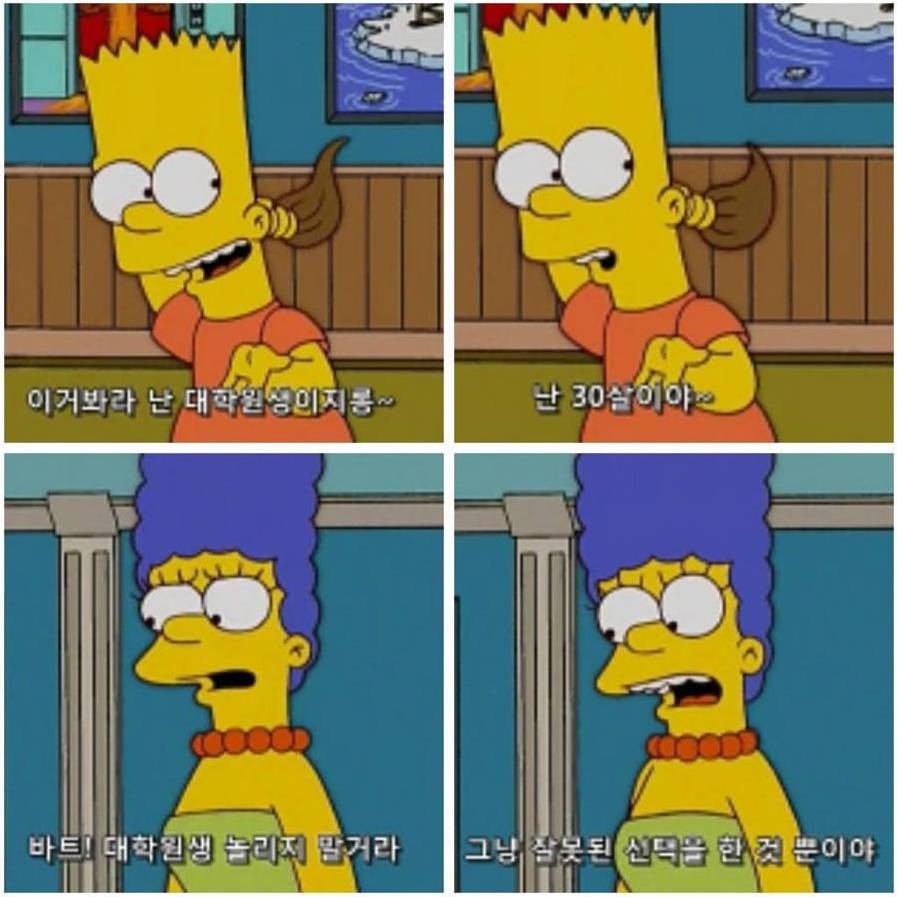 이거봐라 난 대학원생이지롱~
난 30살이야~
바트! 대학원생 놀리지 말거라
그냥 잘못된 선택을 한 것 뿐이야